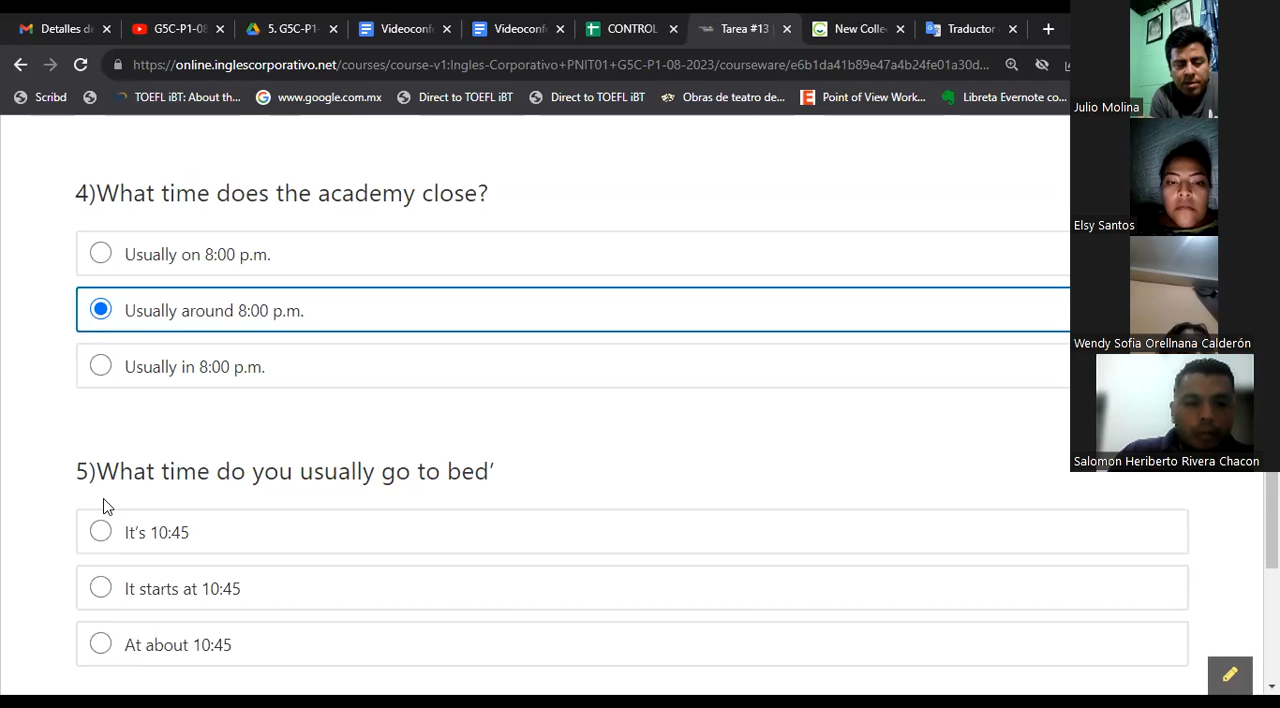 Detalles de
G5C-P1-08
5. G5C-P1-
Videoconf
Videoconf
CONTROL
Tarea #13
New Colle
Traductor
https://online.inglescorporativo.net/courses/course-v1:Ingles-Corporativo+PNIT01+G5C-P1-08-2023/courseware/e6b1da41b89e47a4b24fe01a30d...
Scribd
TOEFL iBT: About th...
www.google.com.mx
Direct to TOEFL iBT
Direct to TOEFL iBT
Obras de teatro de...
Point of View Work...
Libreta Evernote co...
4)What time does the academy close?
Usually on 8:00 p.m.
Usually around 8:00 p.m.
Usually in 8:00 p.m.
5)What time do you usually go to bed’
It’s 10:45
It starts at 10:45
At about 10:45
Julio Molina
Elsy Santos
Wendy Sofia Orellnana Calderón
Salomon Heriberto Rivera Chacon